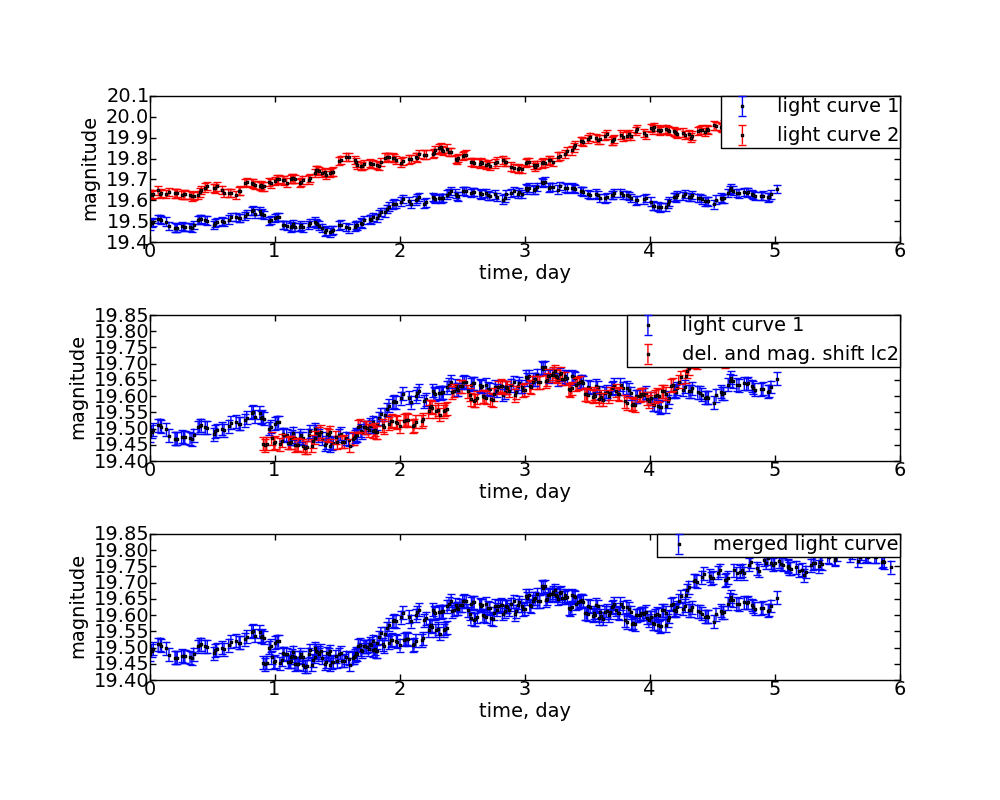 20.1
20.0
19.9
19.8
19.7
19.6
19.5
19.4
magnitude
light curve 1
light curve 2
0 1 2 3 4 5 6
time, day
19.85
19.80
19.75
19.70
19.65
19.60
19.55
19.50
19.45
19.40
magnitude
light curve 1
del. and mag. shift lc2
0 1 2 3 4 5 6
time, day
19.85
19.80
19.75
19.70
19.65
19.60
19.55
19.50
19.45
19.40
magnitude
merged light curve
0 1 2 3 4 5 6
time, day